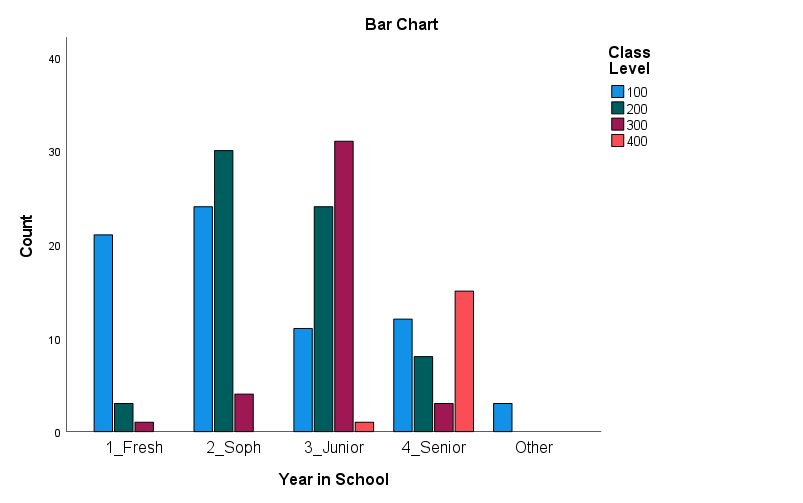 Bar Chart
Class
Level
100
200
300
400
40
30
20
10
0
Count
1_Fresh 2_Soph 3_Junior 4_Senior Other
Year in School